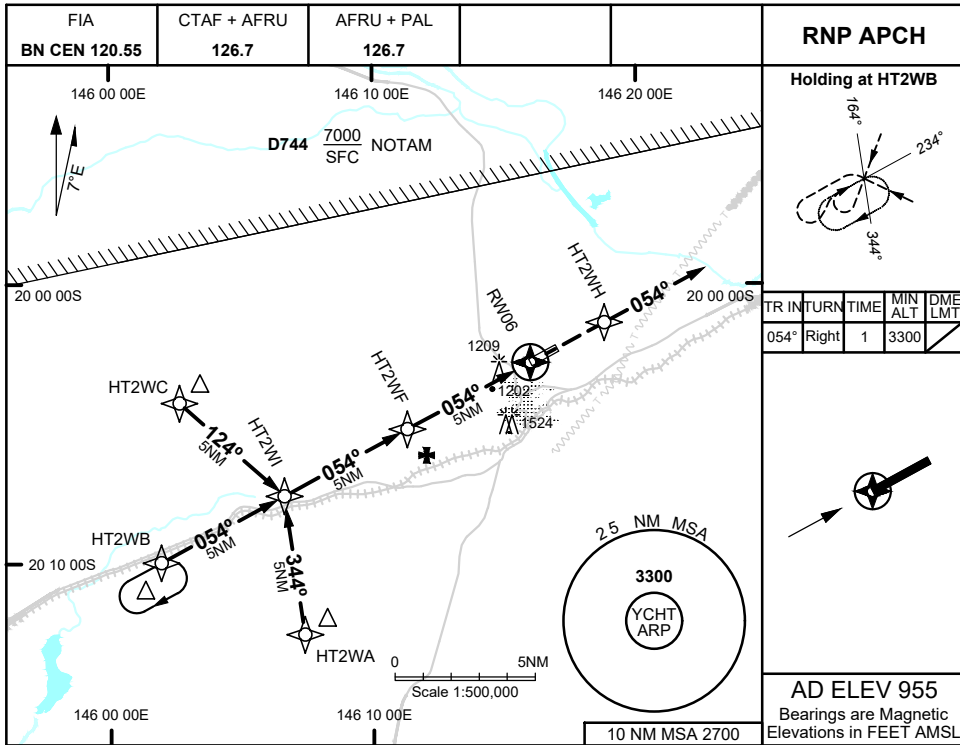 FIA
BN CEN 120.55
CTAF + AFRU
126.7
AFRU + PAL
126.7
RNP APCH
146 00 00E
146 10 00E
146 20 00E
7°E
D744 7000 SFC NOTAM
20 00 00S
20 00 00S
HT2WH
054°
RW06
1209
1202
1524
HT2WF
054°
5NM
HT2WC
124°
5NM
HT2WI
054°
5NM
HT2WB
054°
5NM
20 10 00S
344°
5NM
HT2WA
0 5NM
Scale 1:500,000
25 NM MSA
3300
YCHT
ARP
146 00 00E
146 10 00E
10 NM MSA 2700
Holding at HT2WB
164°
234°
344°
TR IN TURN TIME MIN ALT DME LMT
054° Right 1 3300
AD ELEV 955
Bearings are Magnetic
Elevations in FEET AMSL